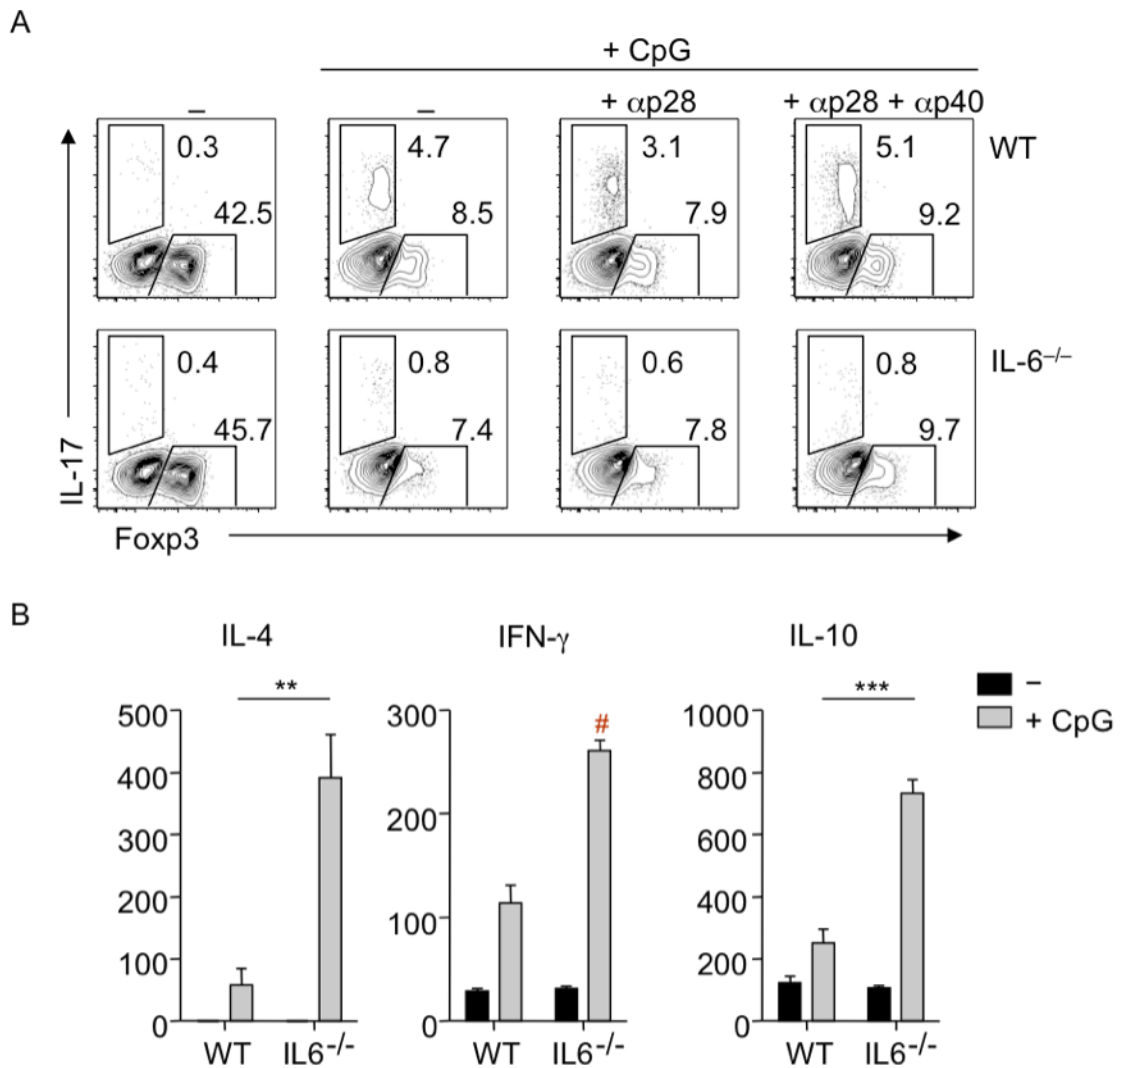 A
+ CpG
– – + αp28 + αp28 + αp40
0.3 4.7 3.1 5.1 WT
42.5 8.5 7.9 9.2
0.4 0.8 0.6 0.8 IL-6–/–
45.7 7.4 7.8 9.7
IL-17
Foxp3
B
IL-4 IFN-γ IL-10
** *** –
500 300 # 1000 + CpG
400 800
200
300 600
200 400
100
100 200
0 0 0
WT IL6-/- WT IL6-/- WT IL6-/-